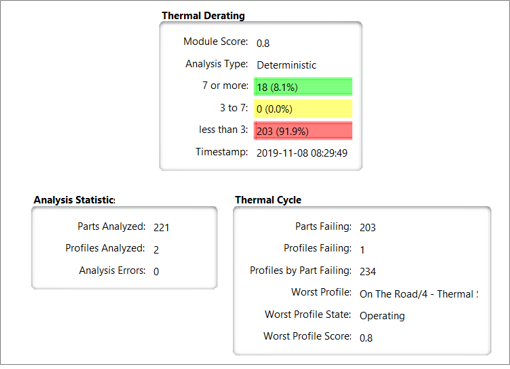 Thermal Derating
Module Score: 0.8
Analysis Type: Deterministic
7 or more: 18 (8.1%)
3 to 7: 0 (0.0%)
less than 3: 203 (91.9%)
Timestamp: 2019-11-08 08:29:49
Analysis Statistic:
Parts Analyzed: 221
Profiles Analyzed: 2
Analysis Errors: 0
Thermal Cycle
Parts Failing: 203
Profiles Failing: 1
Profiles by Part Failing: 234
Worst Profile: On The Road/4 - Thermal
Worst Profile State: Operating
Worst Profile Score: 0.8